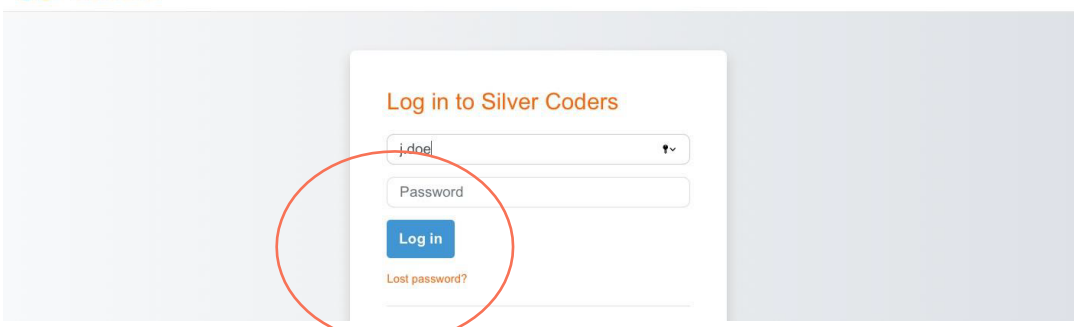 Log in to Silver Coders
j.doe
Password
Log in
Lost password?